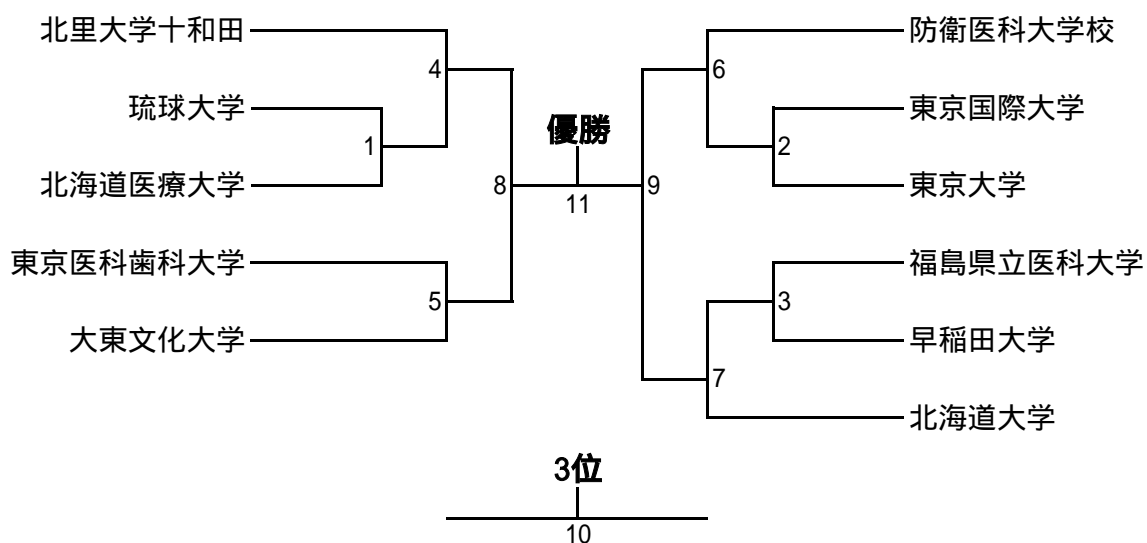 北里大学十和田
琉球大学
北海道医療大学
東京医科歯科大学
大東文化大学
4
1
5
8
優勝
11
9
6
2
3
7
防衛医科大学校
東京国際大学
東京大学
福島県立医科大学
早稲田大学
北海道大学
3位
10